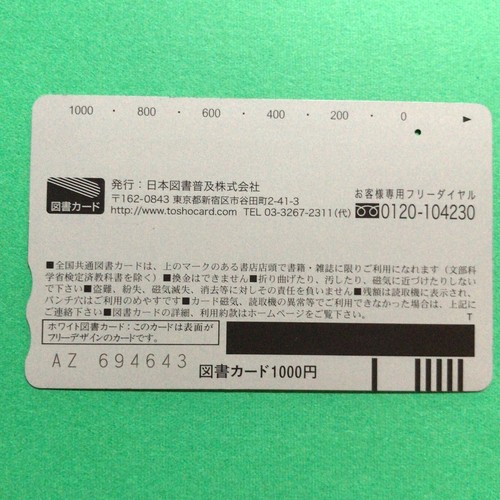 1000 ・ 800 ・ 600 ・ 400 ・ 200 ・ 0
図書カード
発行：日本図書普及株式会社
〒162-0843 東京都新宿区市谷田町2-41-3
http://www.toshocard.com TEL 03-3267-2311(代)
お客様専用フリーダイヤル
0120-104230
■全国共通図書カードは、上のマークのある書店店頭で書籍・雑誌に限りご利用になれます（文部科
学省検定済教科書を除く）■換金はできません■折り曲げたり、汚したり、磁気に近づけたりしない
で下さい■盗難、紛失、磁気減失、消去等に対しその責任を負いません■残額は読取機に表示され、
パンチ穴はご利用のめやすです■カード磁気、読取機の異常等でご利用できなかった場合は、上記に
ご連絡下さい■図書カードの詳細、利用約款はホームページをご覧下さい。
T
ホワイト図書カード：このカードは表面が
フリーデザインのカードです。
AZ 694643
図書カード1000円